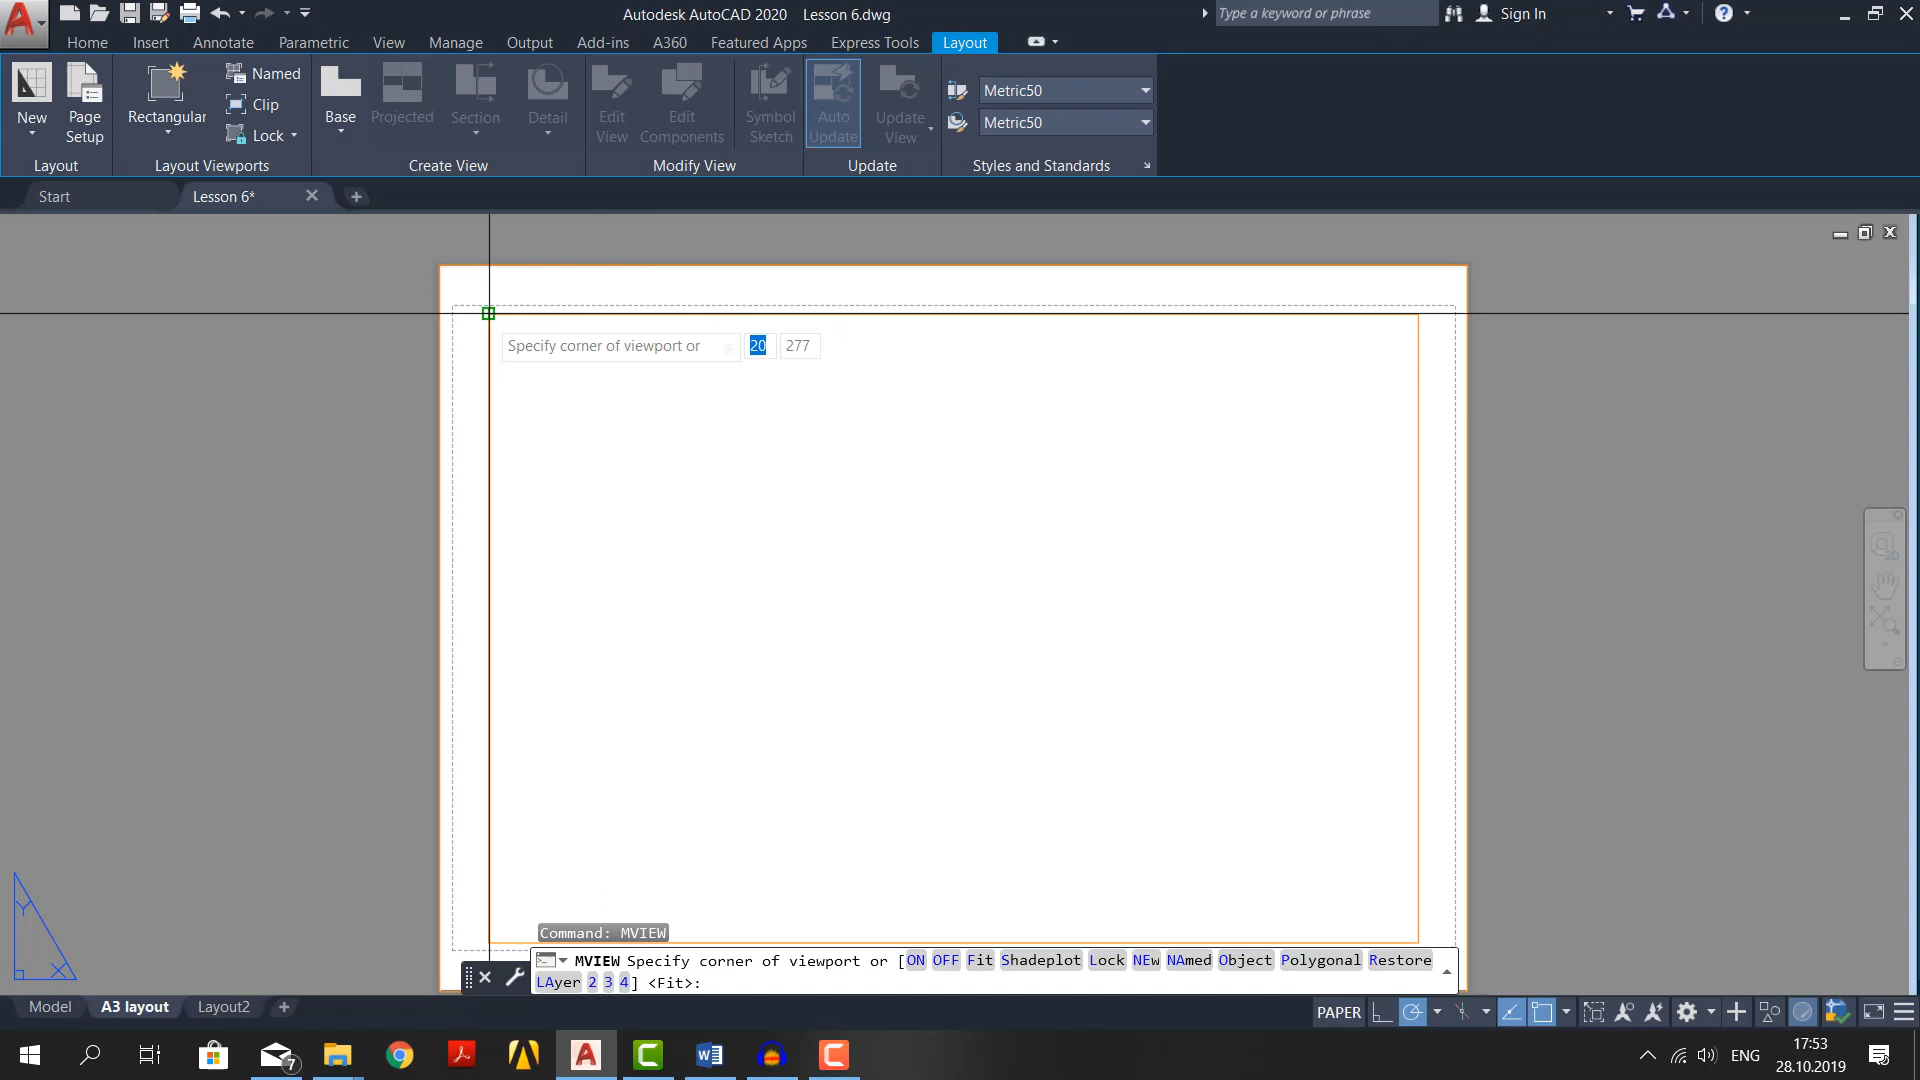 Autodesk AutoCAD 2020 Lesson 6.dwg
Type a keyword or phrase
Sign In
Home Insert Annotate Parametric View Manage Output Add-ins A360 Featured Apps Express Tools Layout
New
Page Setup
Rectangular
Named
Clip
Lock
Base
Projected
Section
Detail
Edit View
Edit Components
Symbol Sketch
Auto Update
Update View
Metric50
Metric50
Layout
Layout Viewports
Create View
Modify View
Update
Styles and Standards
Start
Lesson 6*
Specify corner of viewport or 20 277
Y
X
Command: MVIEW
MVIEW Specify corner of viewport or [ON OFF Fit Shadeplot Lock NEw NAmed Object Polygonal Restore
LAyer 2 3 4] <Fit>:
Model A3 layout Layout2
PAPER
7
ENG
17:53
28.10.2019